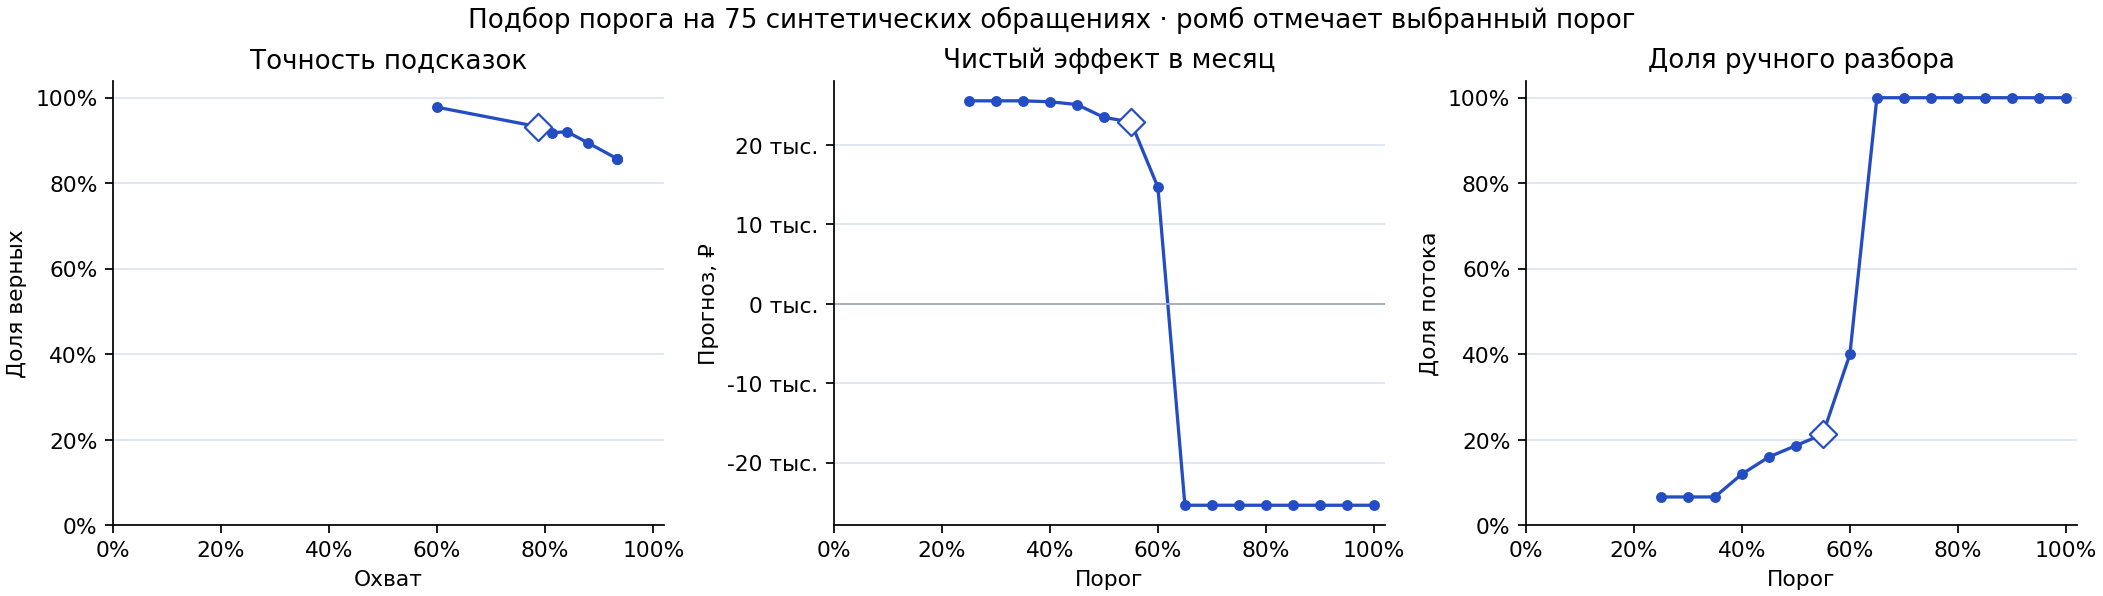 Подбор порога на 75 синтетических обращениях · ромб отмечает выбранный порог
Точность подсказок
100%
80%
60%
40%
20%
0%
Доля верных
0% 20% 40% 60% 80% 100%
Охват
Чистый эффект в месяц
20 тыс.
10 тыс.
0 тыс.
-10 тыс.
-20 тыс.
Прогноз, ₽
0% 20% 40% 60% 80% 100%
Порог
Доля ручного разбора
100%
80%
60%
40%
20%
0%
Доля потока
0% 20% 40% 60% 80% 100%
Порог